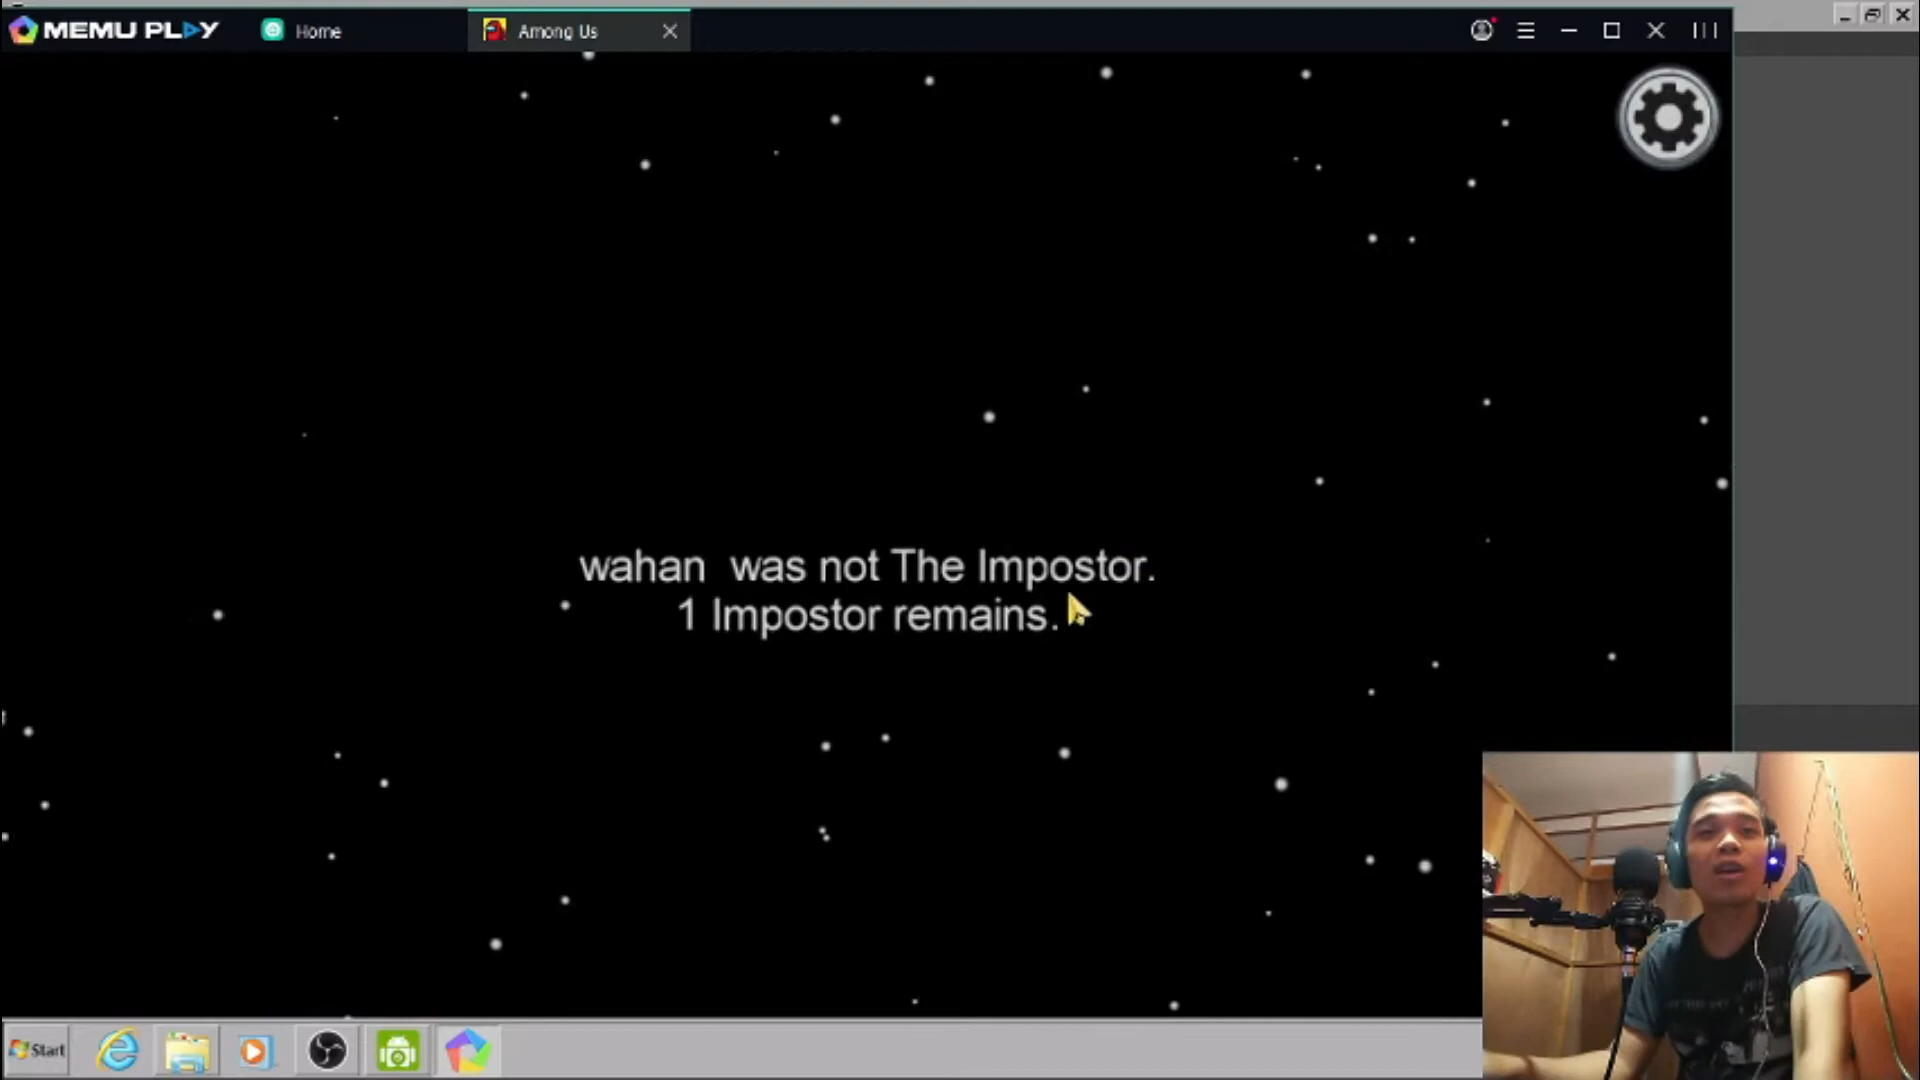 MEMU PLAY
Home
Among Us
wahan was not The Impostor.
1 Impostor remains.
Start